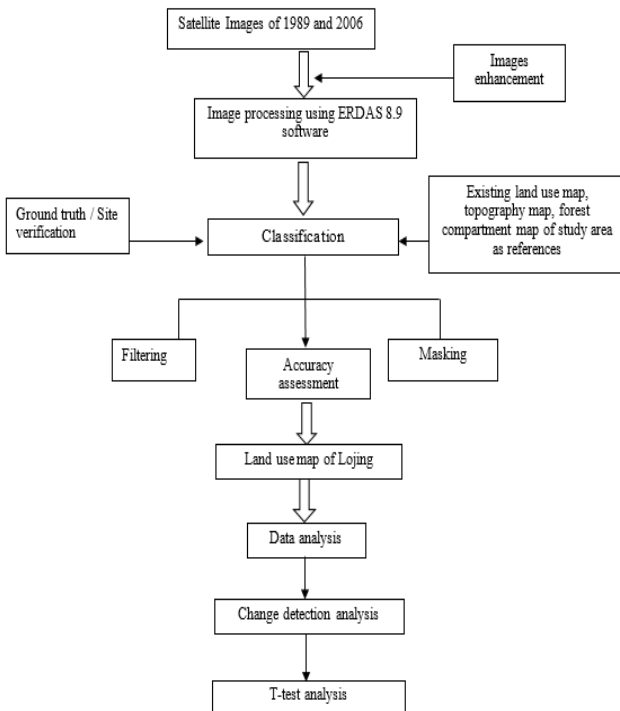 Satellite Images of 1989 and 2006
Images
enhancement
Image processing using ERDAS 8.9
software
Ground truth / Site
verification
Classification
Existing land use map,
topography map, forest
compartment map of study area
as references
Filtering
Accuracy
assessment
Masking
Land use map of Lojing
Data analysis
Change detection analysis
T-test analysis